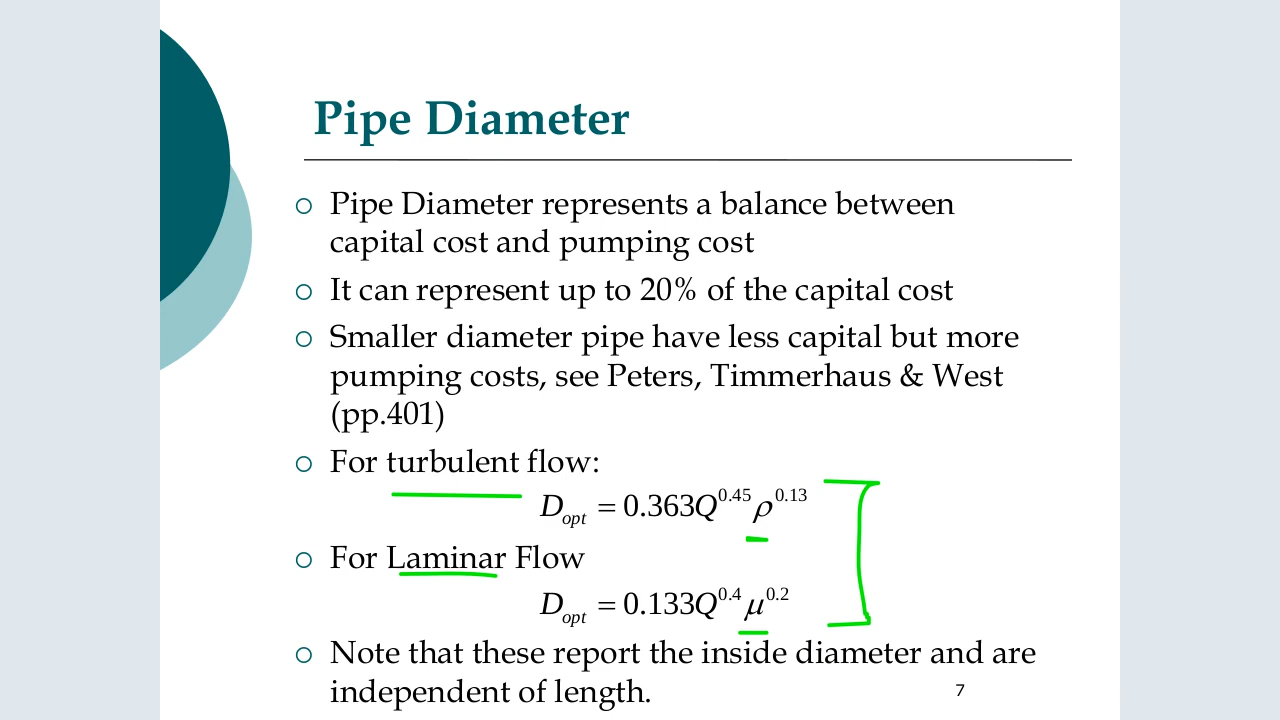 Pipe Diameter
Pipe Diameter represents a balance between
capital cost and pumping cost
It can represent up to 20% of the capital cost
Smaller diameter pipe have less capital but more
pumping costs, see Peters, Timmerhaus & West
(pp.401)
For turbulent flow:
D_opt = 0.363Q^0.45 ρ^0.13
For Laminar Flow
D_opt = 0.133Q^0.4 μ^0.2
Note that these report the inside diameter and are
independent of length.
7